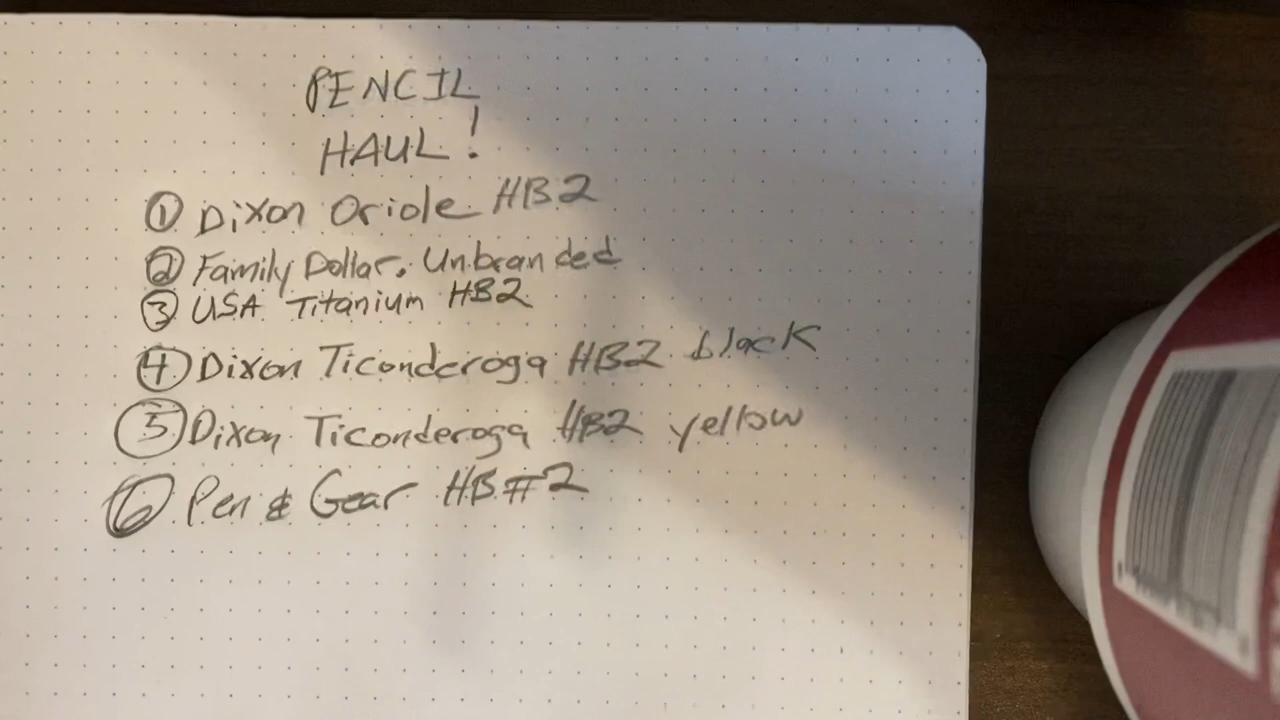 PENCIL
HAUL!
① Dixon Oriole HB2
② Family Dollar. Unbranded
③ USA Titanium HB2
④ Dixon Ticonderoga HB2 black
⑤ Dixon Ticonderoga HB2 yellow
⑥ Pen & Gear HB#2